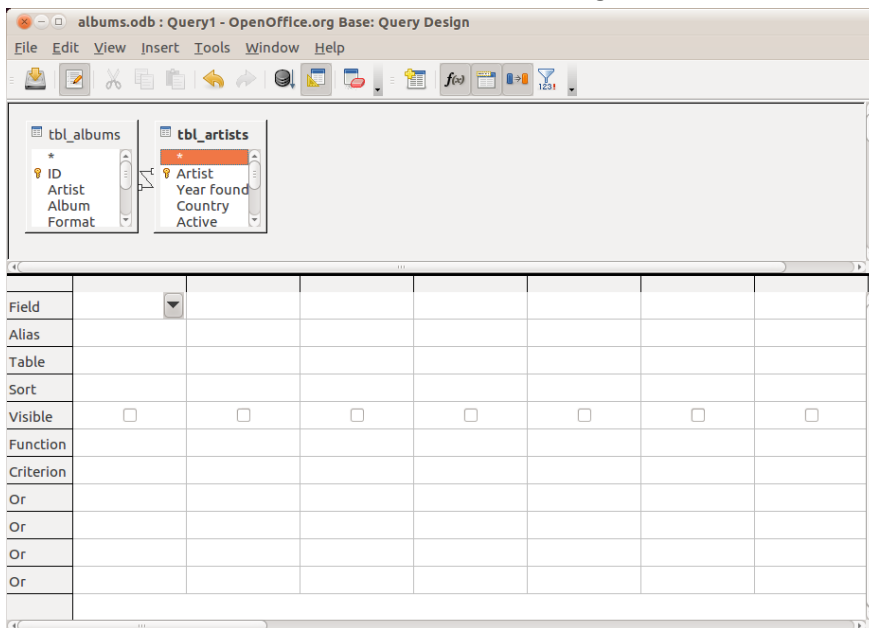 albums.odb : Query1 - OpenOffice.org Base: Query Design
File Edit View Insert Tools Window Help
f(x) 123!
tbl_albums tbl_artists
* *
ID Artist
Artist Year found
Album Country
Format Active
Field
Alias
Table
Sort
Visible
Function
Criterion
Or
Or
Or
Or